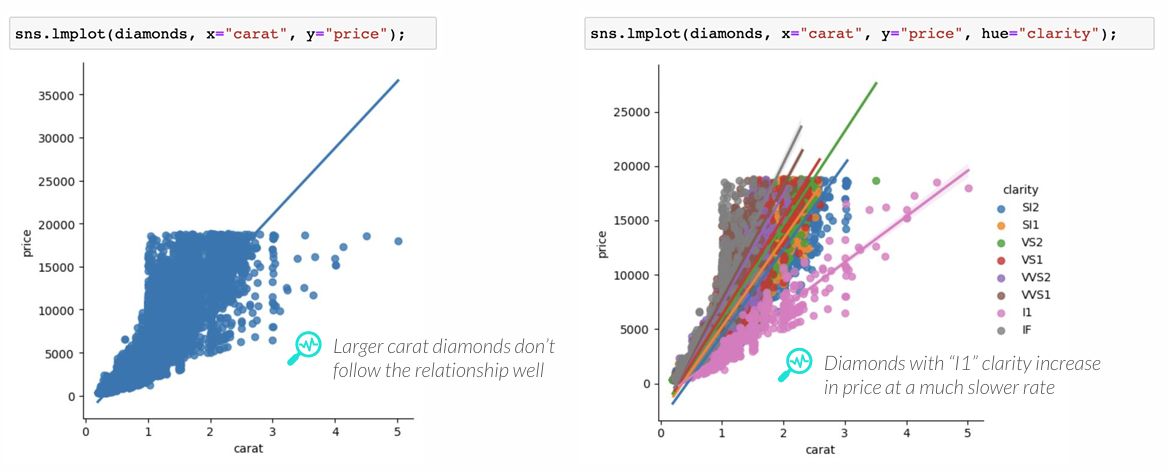 sns.lmplot(diamonds, x="carat", y="price");
35000
30000
25000
20000
15000
10000
5000
0
price
0 1 2 3 4 5
carat
Larger carat diamonds don't
follow the relationship well
sns.lmplot(diamonds, x="carat", y="price", hue="clarity");
25000
20000
15000
10000
5000
0
price
0 1 2 3 4 5
carat
clarity
SI2
SI1
VS2
VS1
VVS2
VVS1
I1
IF
Diamonds with “I1” clarity increase
in price at a much slower rate